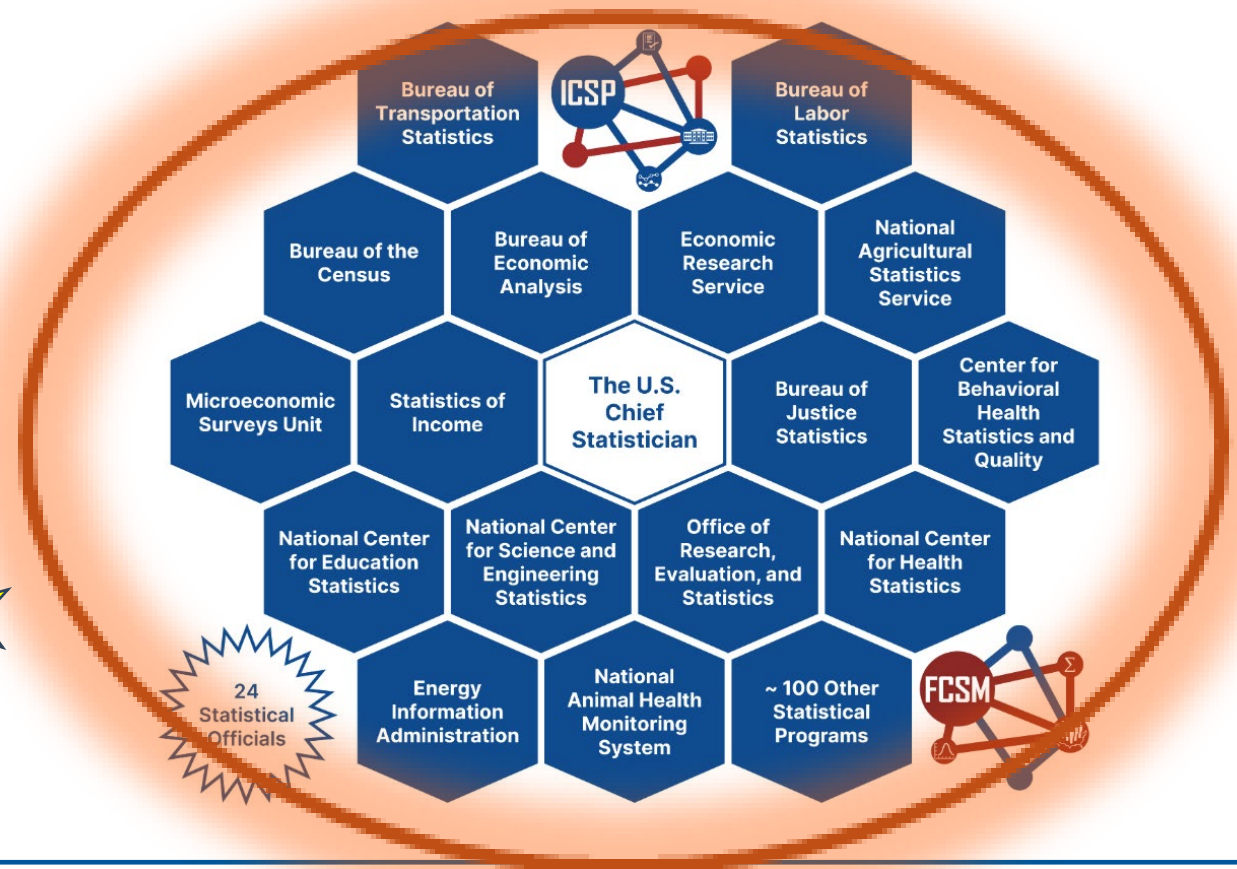 Bureau of
Transportation
Statistics
ICSP
Bureau of
Labor
Statistics
Bureau of the
Census
Bureau of
Economic
Analysis
Economic
Research
Service
National
Agricultural
Statistics
Service
Microeconomic
Surveys Unit
Statistics of
Income
The U.S.
Chief
Statistician
Bureau of
Justice
Statistics
Center for
Behavioral
Health
Statistics and
Quality
National Center
for Education
Statistics
National Center
for Science and
Engineering
Statistics
Office of
Research,
Evaluation, and
Statistics
National Center
for Health
Statistics
24
Statistical
Officials
Energy
Information
Administration
National
Animal Health
Monitoring
System
~ 100 Other
Statistical
Programs
FCSM
Σ